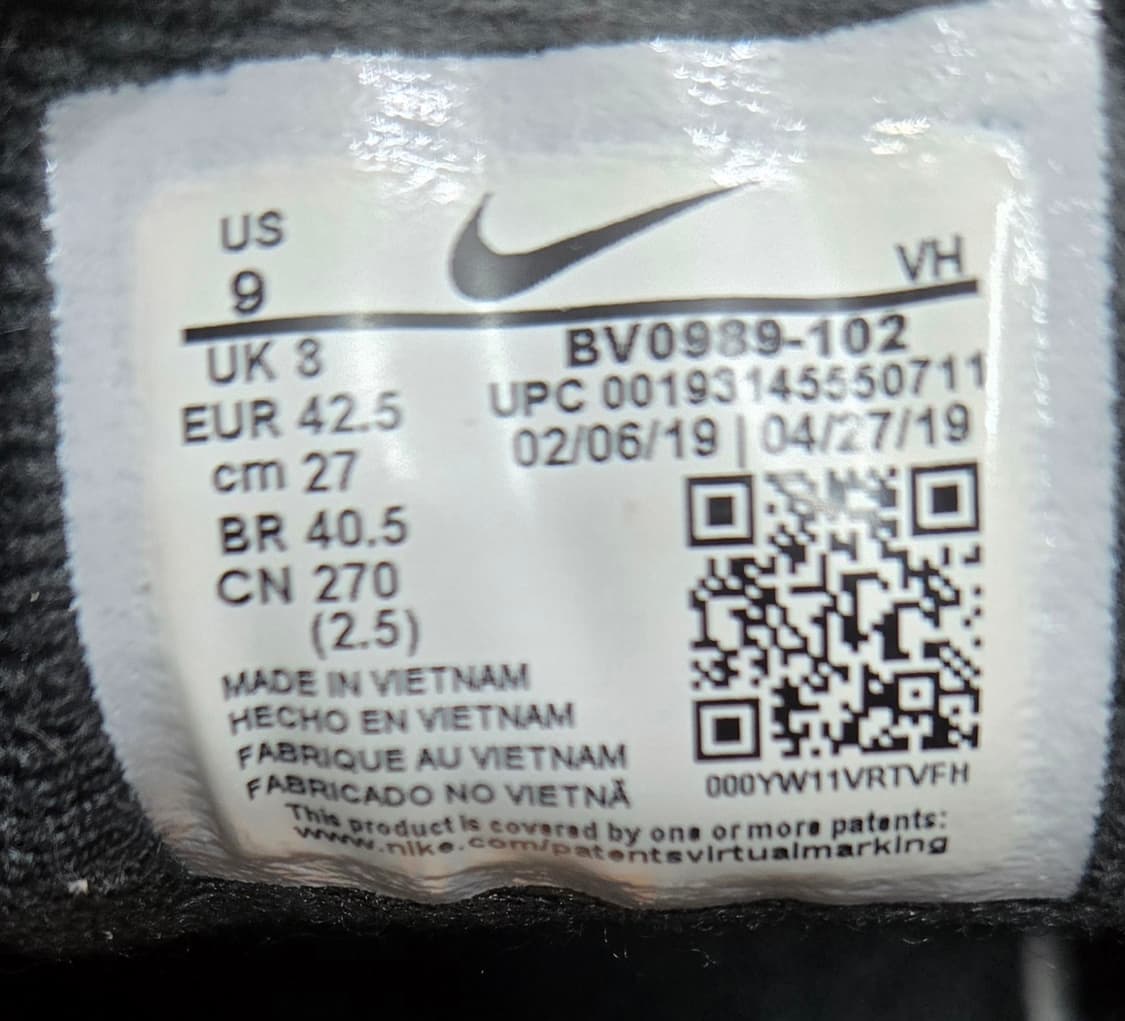 US
9
VH
UK 8
EUR 42.5
cm 27
BR 40.5
CN 270
(2.5)
BV0989-102
UPC 00193145550711
02/06/19 | 04/27/19
000YW11VRTVFH
MADE IN VIETNAM
HECHO EN VIETNAM
FABRIQUE AU VIETNAM
FABRICADO NO VIETNÃ
This product is covered by one or more patents:
www.nike.com/patentsvirtualmarking